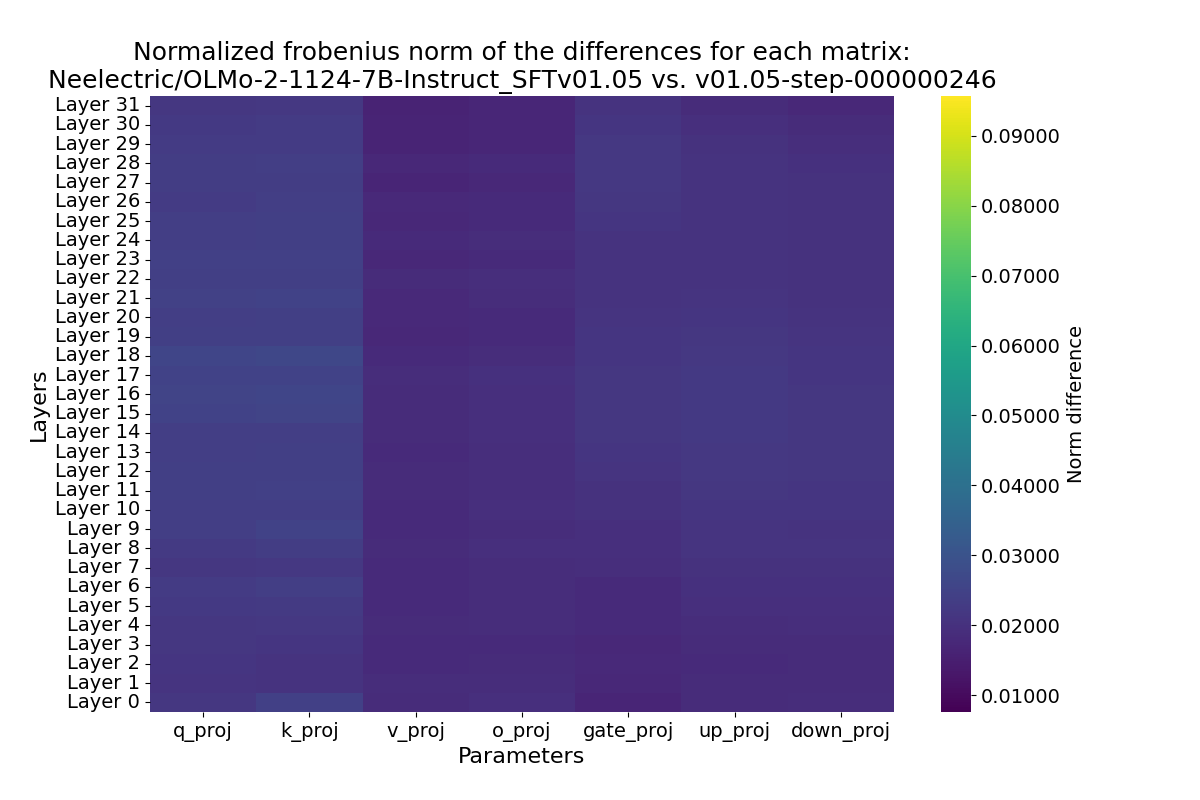 Normalized frobenius norm of the differences for each matrix:
Neelectric/OLMo-2-1124-7B-Instruct_SFTv01.05 vs. v01.05-step-000000246
Layers
Layer 31
Layer 30
Layer 29
Layer 28
Layer 27
Layer 26
Layer 25
Layer 24
Layer 23
Layer 22
Layer 21
Layer 20
Layer 19
Layer 18
Layer 17
Layer 16
Layer 15
Layer 14
Layer 13
Layer 12
Layer 11
Layer 10
Layer 9
Layer 8
Layer 7
Layer 6
Layer 5
Layer 4
Layer 3
Layer 2
Layer 1
Layer 0
q_proj k_proj v_proj o_proj gate_proj up_proj down_proj
Parameters
0.09000
0.08000
0.07000
0.06000
0.05000
0.04000
0.03000
0.02000
0.01000
Norm difference